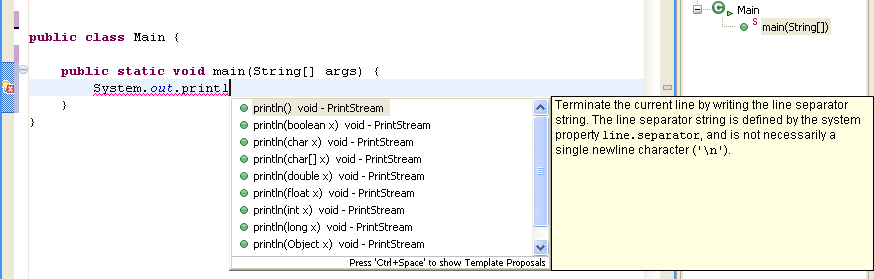 public class Main {
public static void main(String[] args) {
System.out.printl
}
}
println() void - PrintStream
println(boolean x) void - PrintStream
println(char x) void - PrintStream
println(char[] x) void - PrintStream
println(double x) void - PrintStream
println(float x) void - PrintStream
println(int x) void - PrintStream
println(long x) void - PrintStream
println(Object x) void - PrintStream
Press 'Ctrl+Space' to show Template Proposals
Terminate the current line by writing the line separator
string. The line separator string is defined by the system
property line.separator, and is not necessarily a
single newline character ('\n').
C Main
S main(String[])